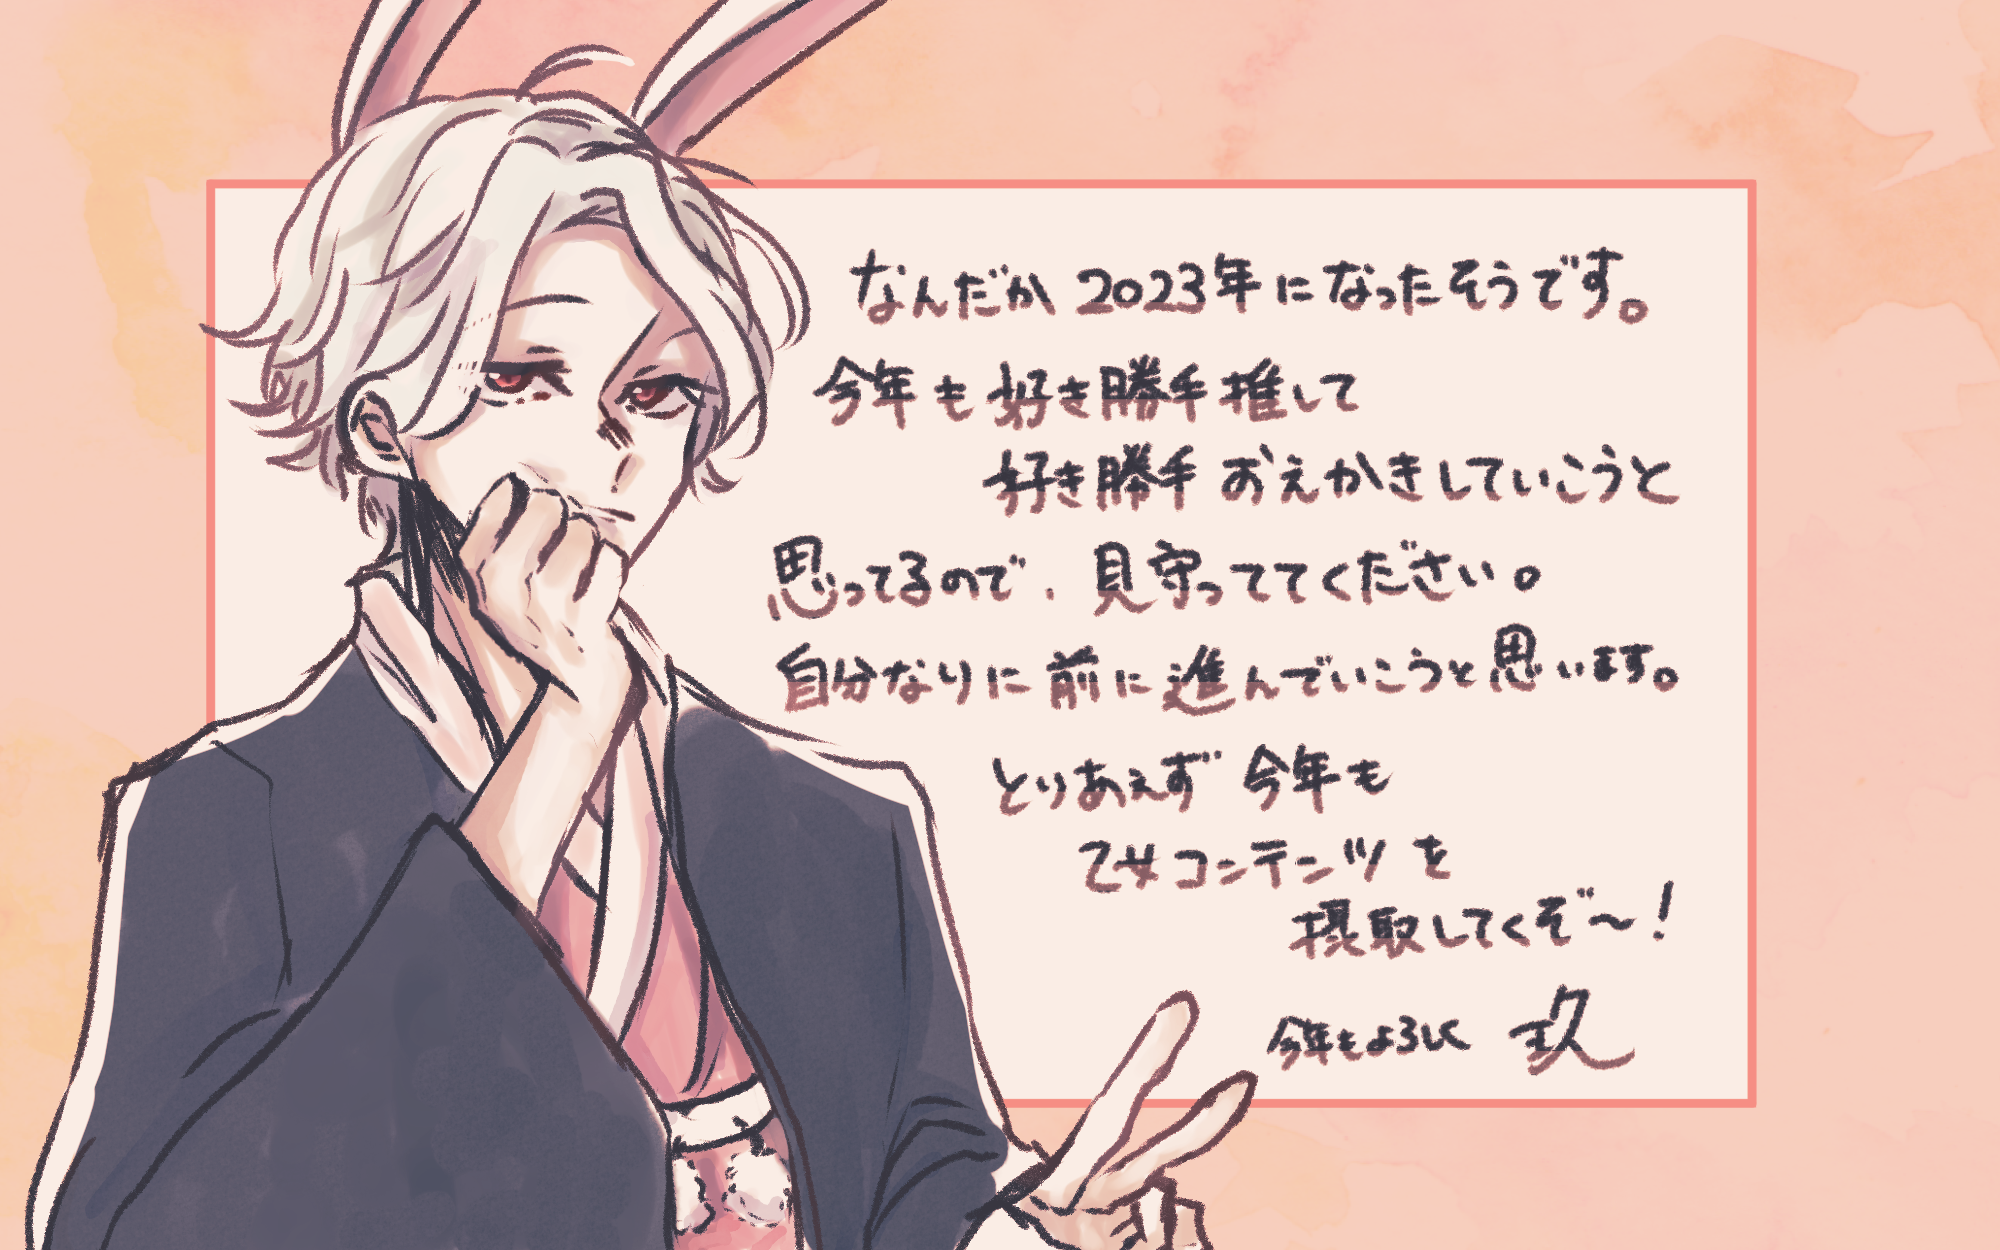 なんだか 2023年になったそうです。
今年も好き勝手推して
好き勝手おえかきしていこうと
思ってるので、見守っててください。
自分なりに前に進んでいこうと思います。
とりあえず 今年も
乙女コンテンツを
摂取してくぞ〜!
今年もよろしく 玖